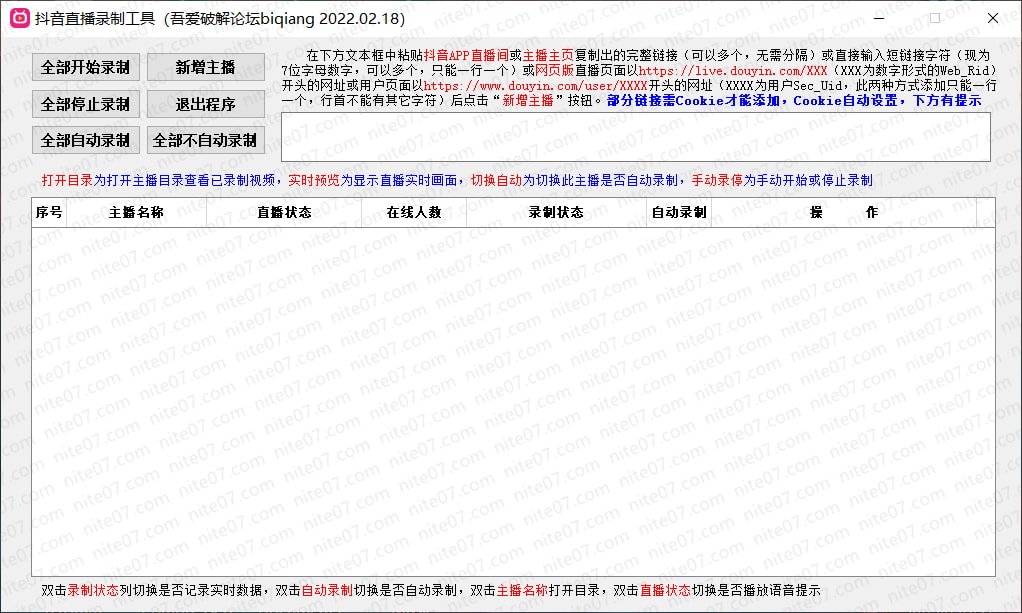 抖音直播录制工具（吾爱破解论坛biqiang 2022.02.18）
全部开始录制 新增主播
全部停止录制 退出程序
全部自动录制 全部不自动录制
在下方文本框中粘贴抖音APP直播间或主播主页复制出的完整链接（可以多个，无需分隔）或直接输入短链接字符（现为
7位字母数字，可以多个，只能一行一个）或网页版直播页面以https://live.douyin.com/XXX（XXX为数字形式的Web_Rid）
开头的网址或用户页面以https://www.douyin.com/user/XXXX开头的网址（XXXX为用户Sec_Uid，此两种方式添加只能一行
一个，行首不能有其它字符）后点击“新增主播”按钮。部分链接需Cookie才能添加，Cookie自动设置，下方有提示
打开目录为打开主播目录查看已录制视频，实时预览为显示直播实时画面，切换自动为切换此主播是否自动录制，手动录停为手动开始或停止录制
序号 主播名称 直播状态 在线人数 录制状态 自动录制 操 作
双击录制状态列切换是否记录实时数据，双击自动录制切换是否自动录制，双击主播名称打开目录，双击直播状态切换是否播放语音提示
nite07.com